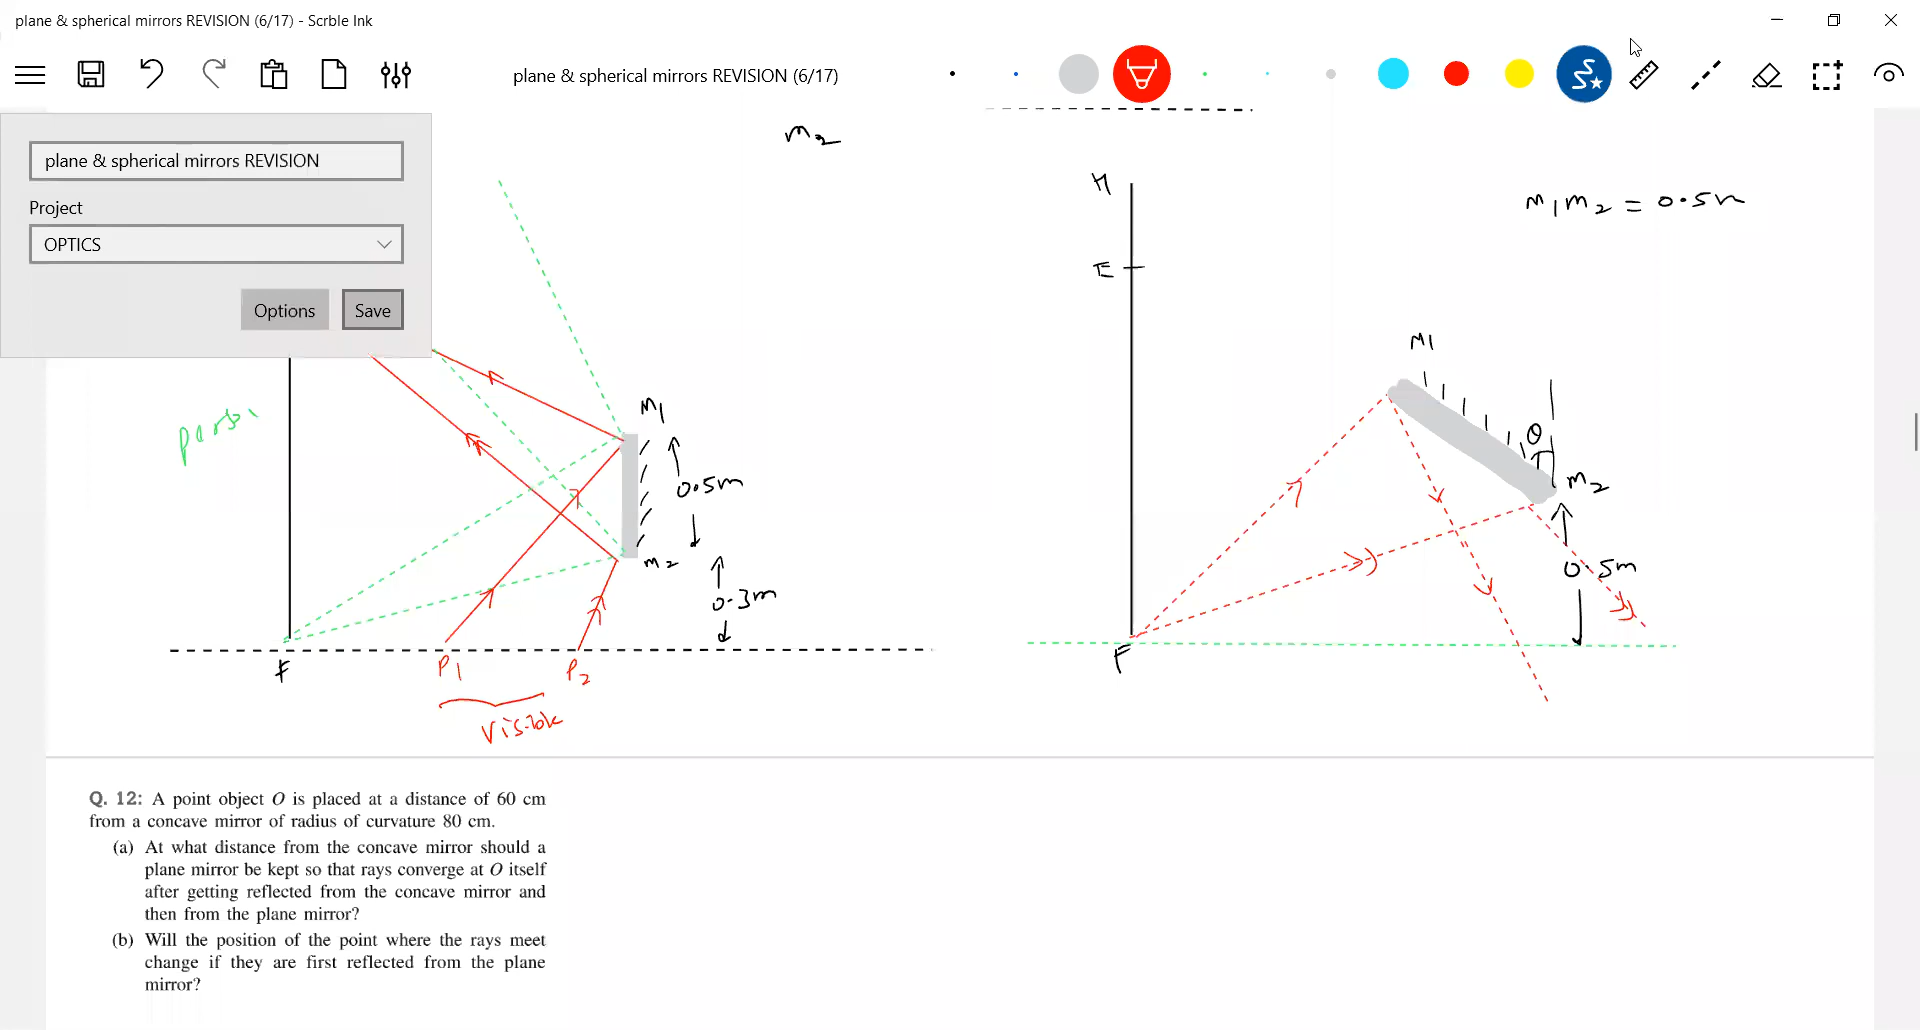 plane & spherical mirrors REVISION (6/17) - Scrble Ink
plane & spherical mirrors REVISION (6/17)
plane & spherical mirrors REVISION
Project
OPTICS
Options
Save
M2
M1
0.5m
M2
0.3m
F
P1
P2
visible
H
E
M1M2 = 0.5m
M1
θ
M2
0.5m
F
Q. 12: A point object O is placed at a distance of 60 cm
from a concave mirror of radius of curvature 80 cm.
(a) At what distance from the concave mirror should a
plane mirror be kept so that rays converge at O itself
after getting reflected from the concave mirror and
then from the plane mirror?
(b) Will the position of the point where the rays meet
change if they are first reflected from the plane
mirror?